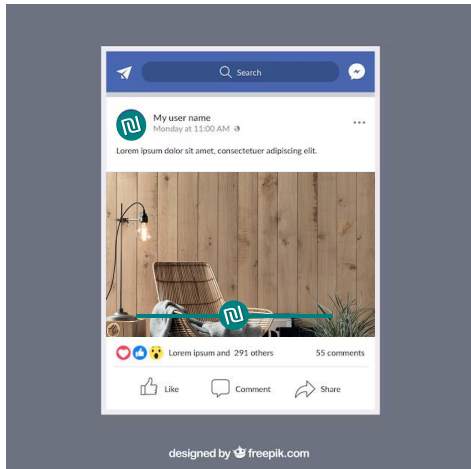 Search
My user name
Monday at 11:00 AM
Lorem ipsum dolor sit amet, consectetuer adipiscing elit.
₪
₪
Lorem ipsum and 291 others 55 comments
Like Comment Share
designed by freepik.com